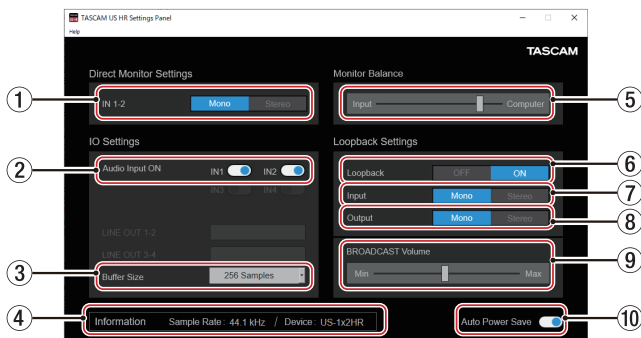 TASCAM US HR Settings Panel
Help
TASCAM
Direct Monitor Settings
1
IN 1-2
Mono
Stereo
Monitor Balance
Input
Computer
5
IO Settings
2
Audio Input ON
IN1
IN2
IN3
IN4
LINE OUT 1-2
LINE OUT 3-4
3
Buffer Size
256 Samples
Loopback Settings
Loopback
OFF
ON
6
Input
Mono
Stereo
7
Output
Mono
Stereo
8
BROADCAST Volume
Min
Max
9
4
Information
Sample Rate : 44.1 kHz / Device : US-1x2HR
Auto Power Save
10